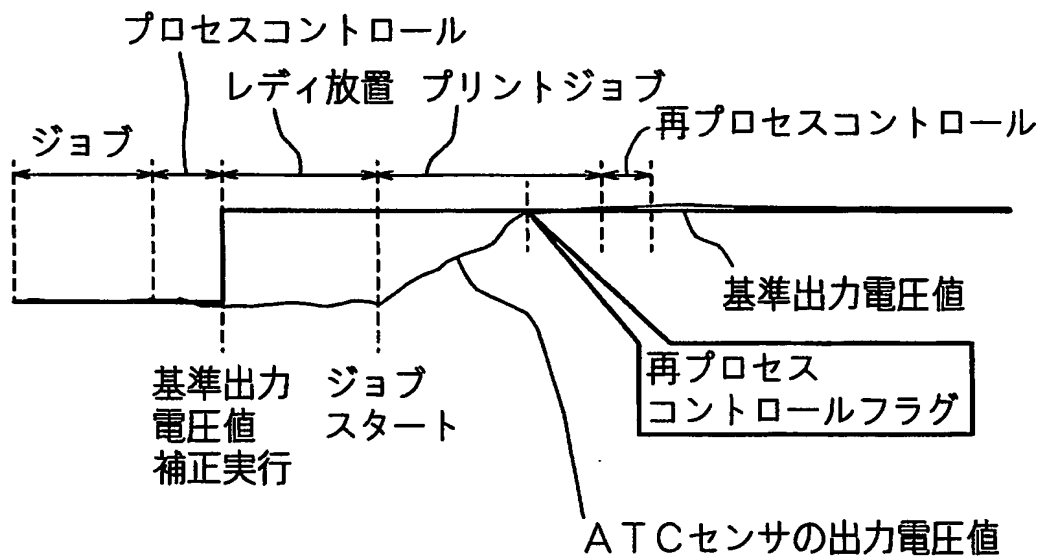 プロセスコントロール
レディ放置
プリントジョブ
再プロセスコントロール
ジョブ
基準出力電圧値
再プロセス
コントロールフラグ
基準出力
電圧値
補正実行
ジョブ
スタート
ATCセンサの出力電圧値